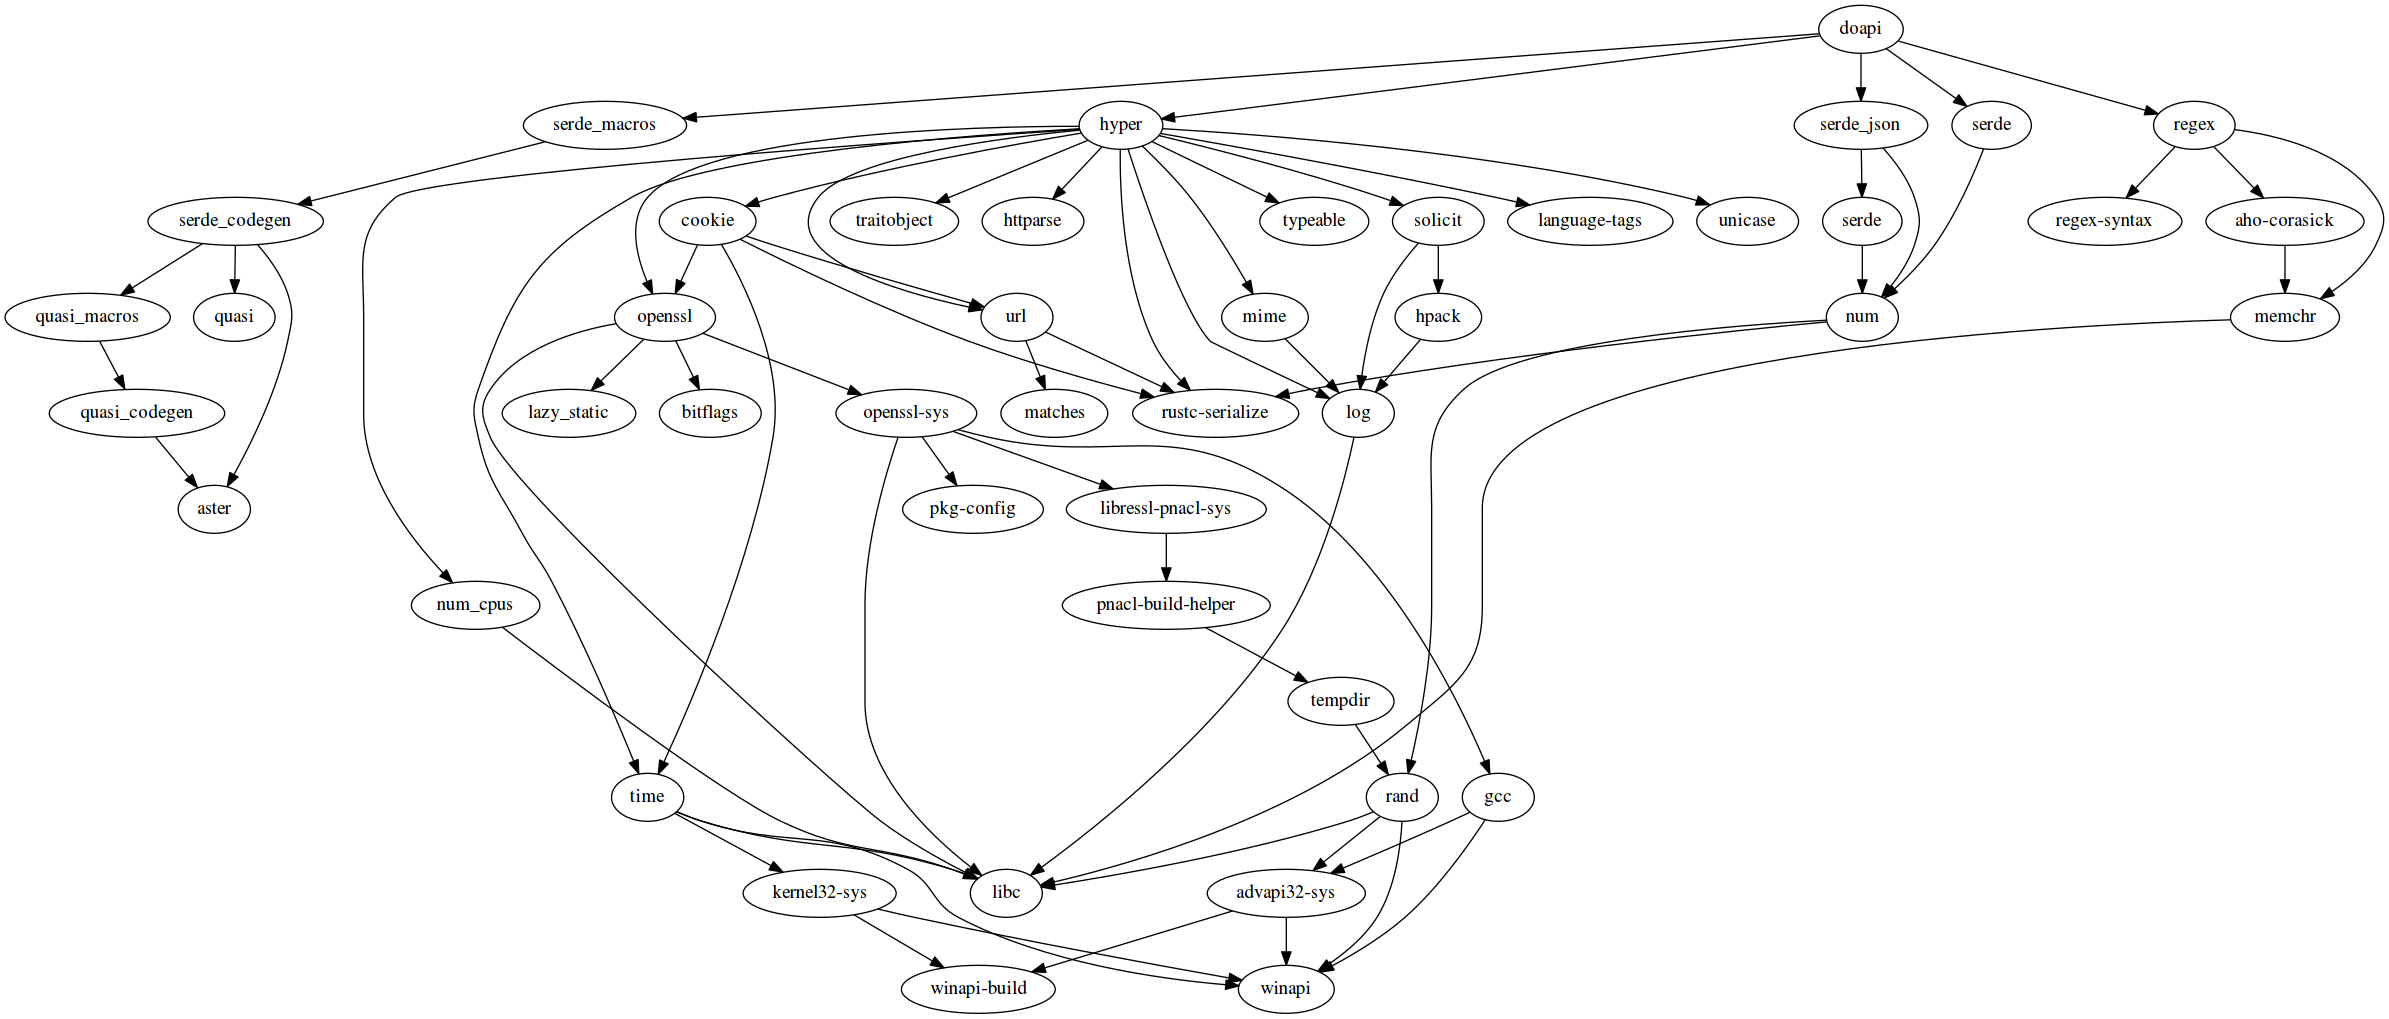 doapi
serde_macros
hyper
serde_json
serde
regex
serde_codegen
cookie
traitobject
httparse
typeable
solicit
language-tags
unicase
serde
regex-syntax
aho-corasick
quasi_macros
quasi
openssl
url
mime
hpack
num
memchr
quasi_codegen
lazy_static
bitflags
openssl-sys
matches
rustc-serialize
log
aster
pkg-config
libressl-pnacl-sys
num_cpus
pnacl-build-helper
tempdir
time
rand
gcc
kernel32-sys
libc
advapi32-sys
winapi-build
winapi